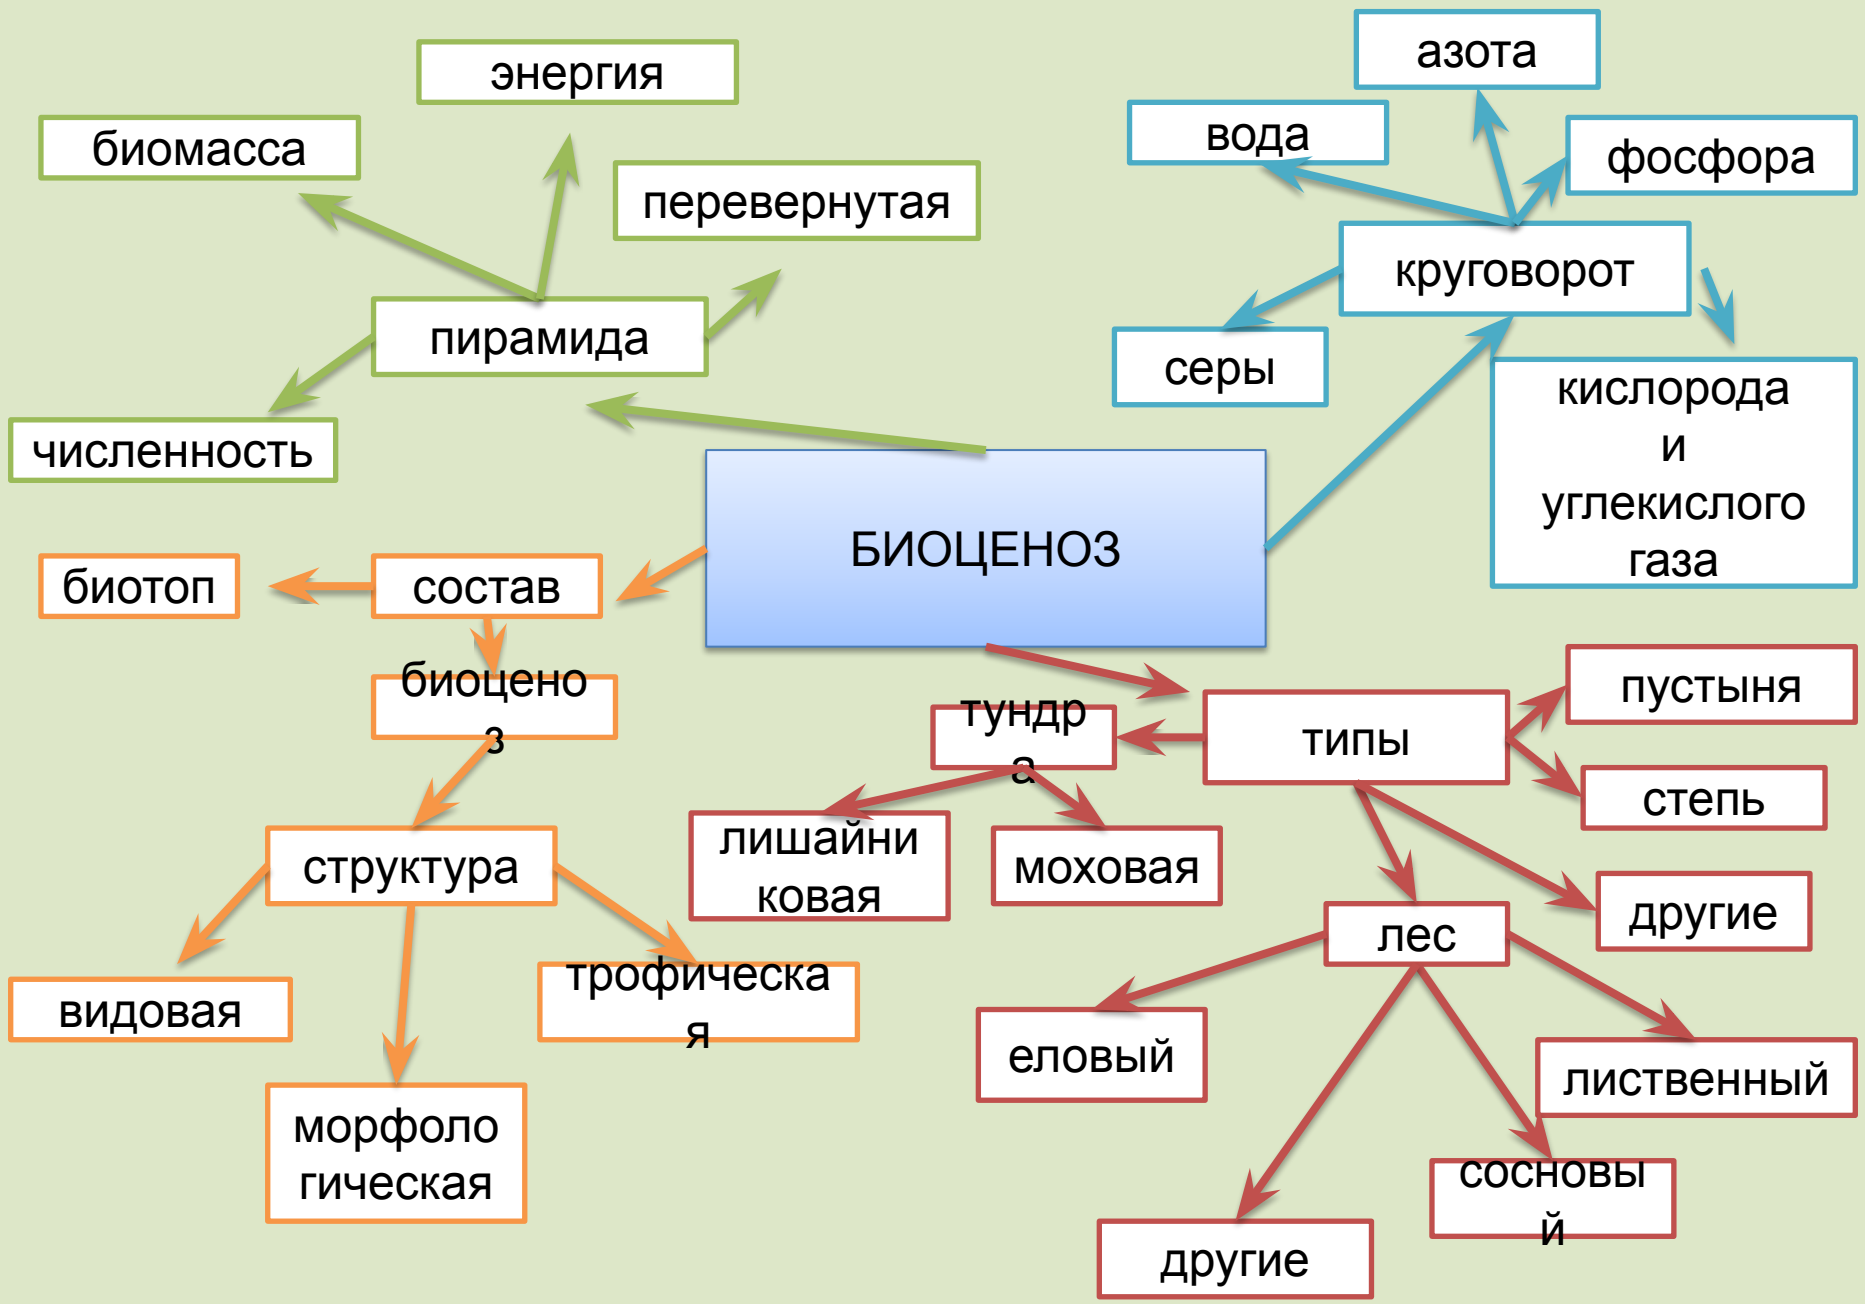 энергия
биомасса
перевернутая
пирамида
численность
азота
вода
фосфора
круговорот
серы
кислорода
и
углекислого
газа
БИОЦЕНОЗ
биотоп
состав
биоцено
з
структура
видовая
трофическа
я
морфоло
гическая
пустыня
тундр
а
типы
степь
лишайни
ковая
моховая
другие
лес
еловый
лиственный
сосновы
й
другие